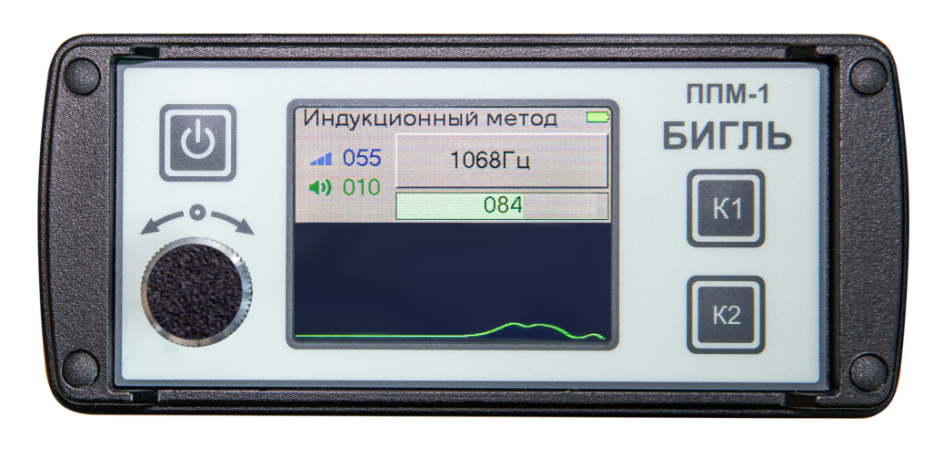 ППМ-1
БИГЛЬ
Индукционный метод
055
1068Гц
010
084
К1
К2